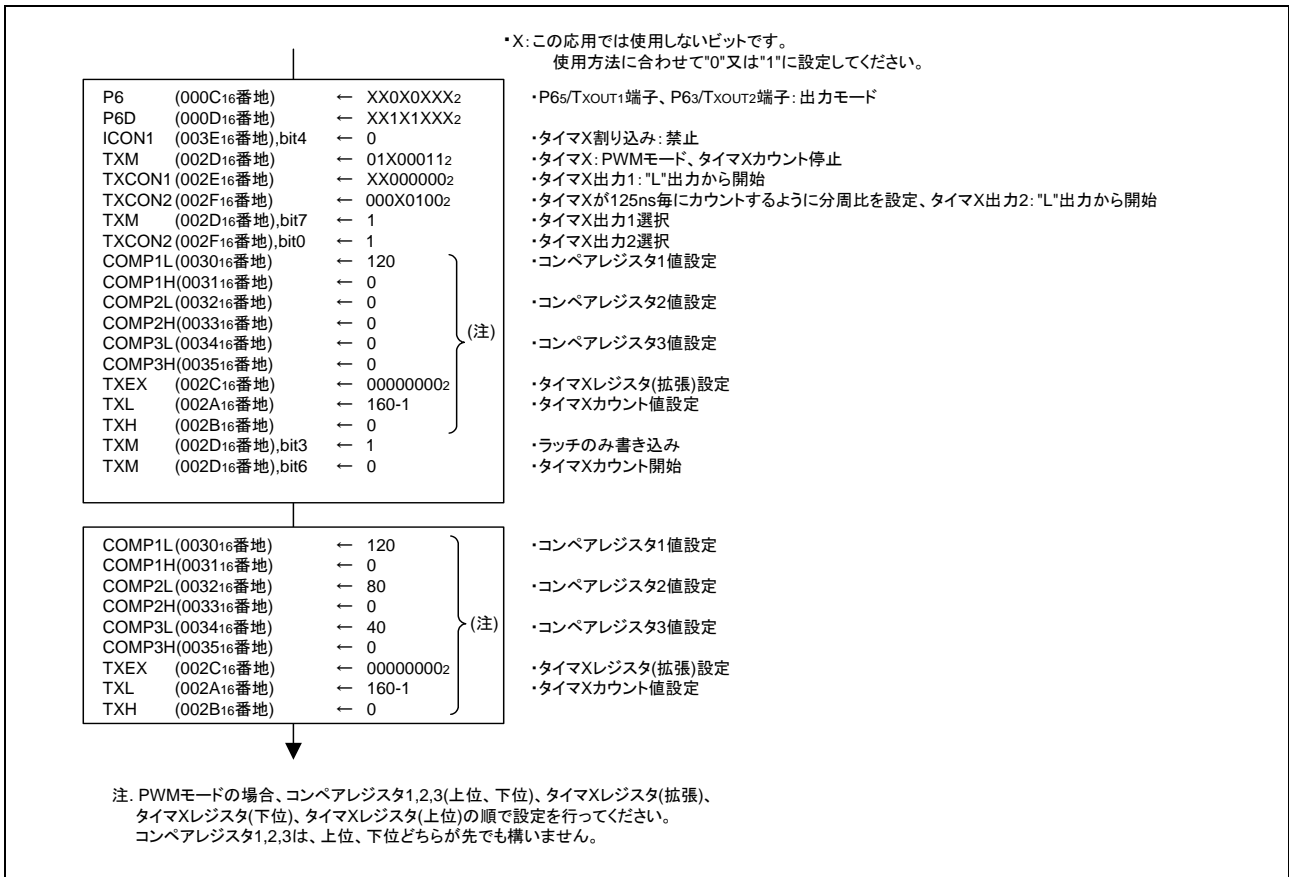 ・X：この応用では使用しないビットです。
使用方法に合わせて"0"又は"1"に設定してください。
P6 (000C16番地) ← XX0X0XXX2 ・P65/TXOUT1端子、P63/TXOUT2端子：出力モード
P6D (000D16番地) ← XX1X1XXX2
ICON1 (003E16番地),bit4 ← 0 ・タイマX割り込み：禁止
TXM (002D16番地) ← 01X000112 ・タイマX：PWMモード、タイマXカウント停止
TXCON1 (002E16番地) ← XX0000002 ・タイマX出力1："L"出力から開始
TXCON2 (002F16番地) ← 000X01002 ・タイマXが125ns毎にカウントするように分周比を設定、タイマX出力2："L"出力から開始
TXM (002D16番地),bit7 ← 1 ・タイマX出力1選択
TXCON2 (002F16番地),bit0 ← 1 ・タイマX出力2選択
COMP1L (003016番地) ← 120 ・コンペアレジスタ1値設定
COMP1H (003116番地) ← 0
COMP2L (003216番地) ← 0 ・コンペアレジスタ2値設定
COMP2H (003316番地) ← 0
(注)
COMP3L (003416番地) ← 0 ・コンペアレジスタ3値設定
COMP3H (003516番地) ← 0
TXEX (002C16番地) ← 000000002 ・タイマXレジスタ(拡張)設定
TXL (002A16番地) ← 160-1 ・タイマXカウント値設定
TXH (002B16番地) ← 0
TXM (002D16番地),bit3 ← 1 ・ラッチのみ書き込み
TXM (002D16番地),bit6 ← 0 ・タイマXカウント開始
COMP1L (003016番地) ← 120 ・コンペアレジスタ1値設定
COMP1H (003116番地) ← 0
COMP2L (003216番地) ← 80 ・コンペアレジスタ2値設定
COMP2H (003316番地) ← 0
COMP3L (003416番地) ← 40 (注) ・コンペアレジスタ3値設定
COMP3H (003516番地) ← 0
TXEX (002C16番地) ← 000000002 ・タイマXレジスタ(拡張)設定
TXL (002A16番地) ← 160-1 ・タイマXカウント値設定
TXH (002B16番地) ← 0
注. PWMモードの場合、コンペアレジスタ1,2,3(上位、下位)、タイマXレジスタ(拡張)、
タイマXレジスタ(下位)、タイマXレジスタ(上位)の順で設定を行ってください。
コンペアレジスタ1,2,3は、上位、下位どちらが先でも構いません。